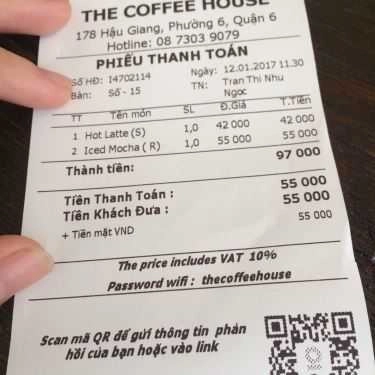 THE COFFEE HOUSE
178 Hậu Giang, Phường 6, Quận 6
Hotline: 08 7303 9079
PHIẾU THANH TOÁN
Số HĐ: I4702114 Ngày: 12.01.2017 11.30
Bàn: Số - 15 TN: Tran Thi Nhu
Ngọc
TT Tên món SL Đ.Giá T.Tiền
1 Hot Latte (S) 1,0 42 000 42 000
2 Iced Mocha ( R) 1,0 55 000 55 000
Thành tiền: 97 000
Tiền Thanh Toán : 55 000
Tiền Khách Đưa : 55 000
+ Tiền mặt VND 55 000
The price includes VAT 10%
Password wifi : thecoffeehouse
Scan mã QR để gửi thông tin phản
hồi của bạn hoặc vào link